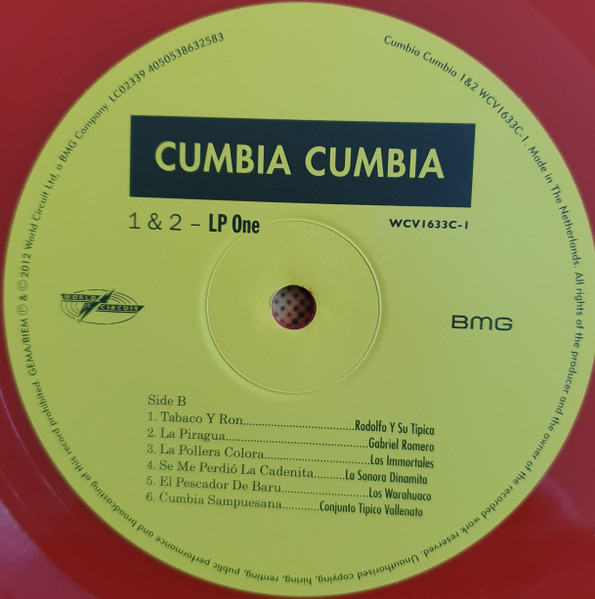 CUMBIA CUMBIA
1 & 2 – LP One
WCV1633C-1
WORLD CIRCUIT
BMG
Side B
1. Tabaco Y Ron..............................Rodolfo Y Su Tipica
2. La Piragua......................................Gabriel Romero
3. La Pollera Colora............................Los Immortales
4. Se Me Perdió La Cadenita.........La Sonora Dinamita
5. El Pescador De Baru........................Los Warahuaco
6. Cumbia Sampuesana...........Conjunto Tipico Vallenato
Cumbia Cumbia 1&2 WCV1633C-1. Made in The Netherlands. All rights of the producer and the owner of the recorded work reserved. Unauthorised copying, hiring, renting, public performance and broadcasting of this record prohibited. GEMA/BIEM ℗ & © 2012 World Circuit Ltd, a BMG Company. LC02339 4050538632583